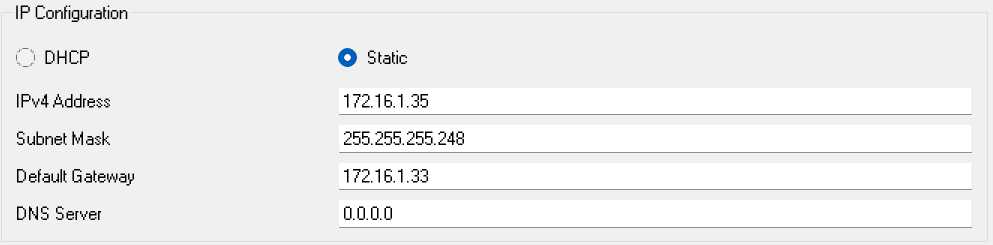 IP Configuration
DHCP Static
IPv4 Address 172.16.1.35
Subnet Mask 255.255.255.248
Default Gateway 172.16.1.33
DNS Server 0.0.0.0